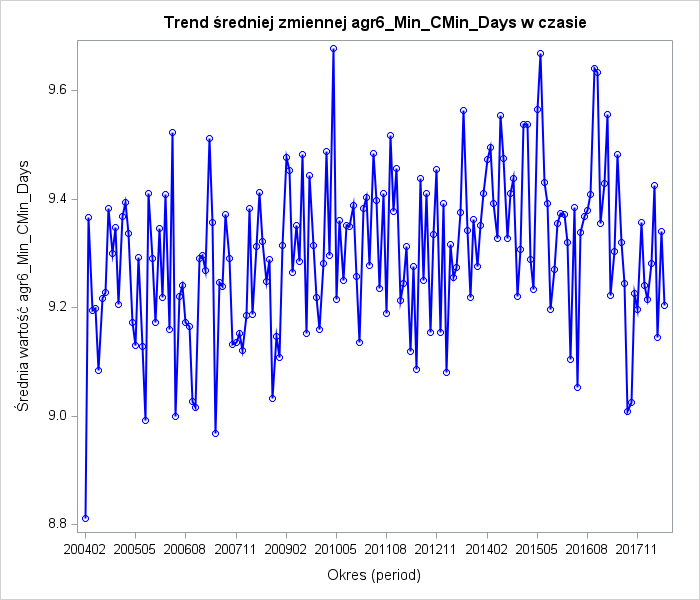 Trend średniej zmiennej agr6_Min_CMin_Days w czasie
Średnia wartość agr6_Min_CMin_Days
9.6
9.4
9.2
9.0
8.8
200402 200505 200608 200711 200902 201005 201108 201211 201402 201505 201608 201711
Okres (period)